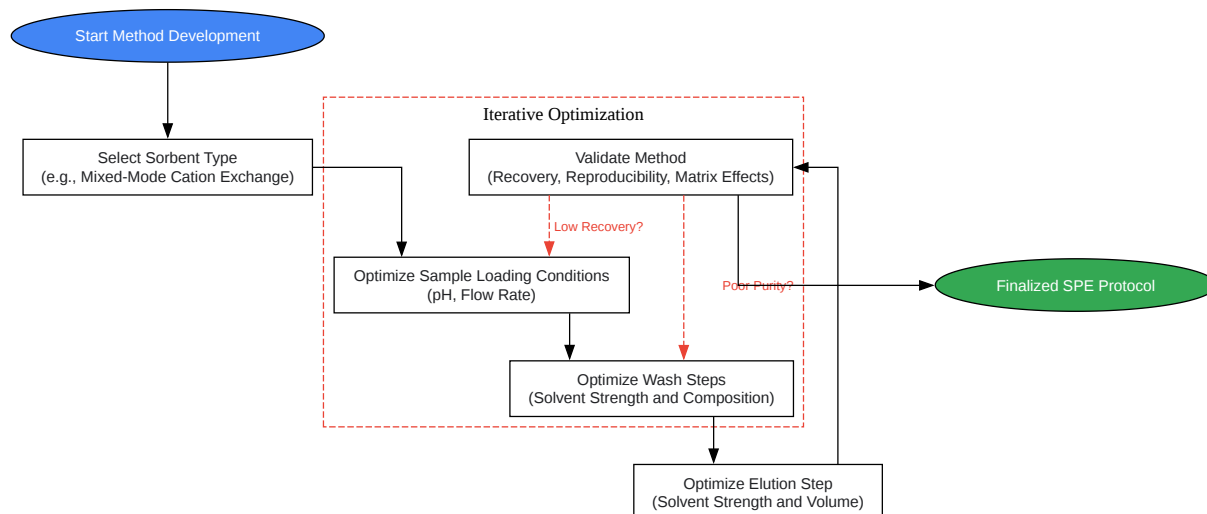 Start Method Development
Iterative Optimization
Select Sorbent Type
(e.g., Mixed-Mode Cation Exchange)
Validate Method
(Recovery, Reproducibility, Matrix Effects)
Low Recovery?
Optimize Sample Loading Conditions
(pH, Flow Rate)
Poor Purity?
Finalized SPE Protocol
Optimize Wash Steps
(Solvent Strength and Composition)
Optimize Elution Step
(Solvent Strength and Volume)